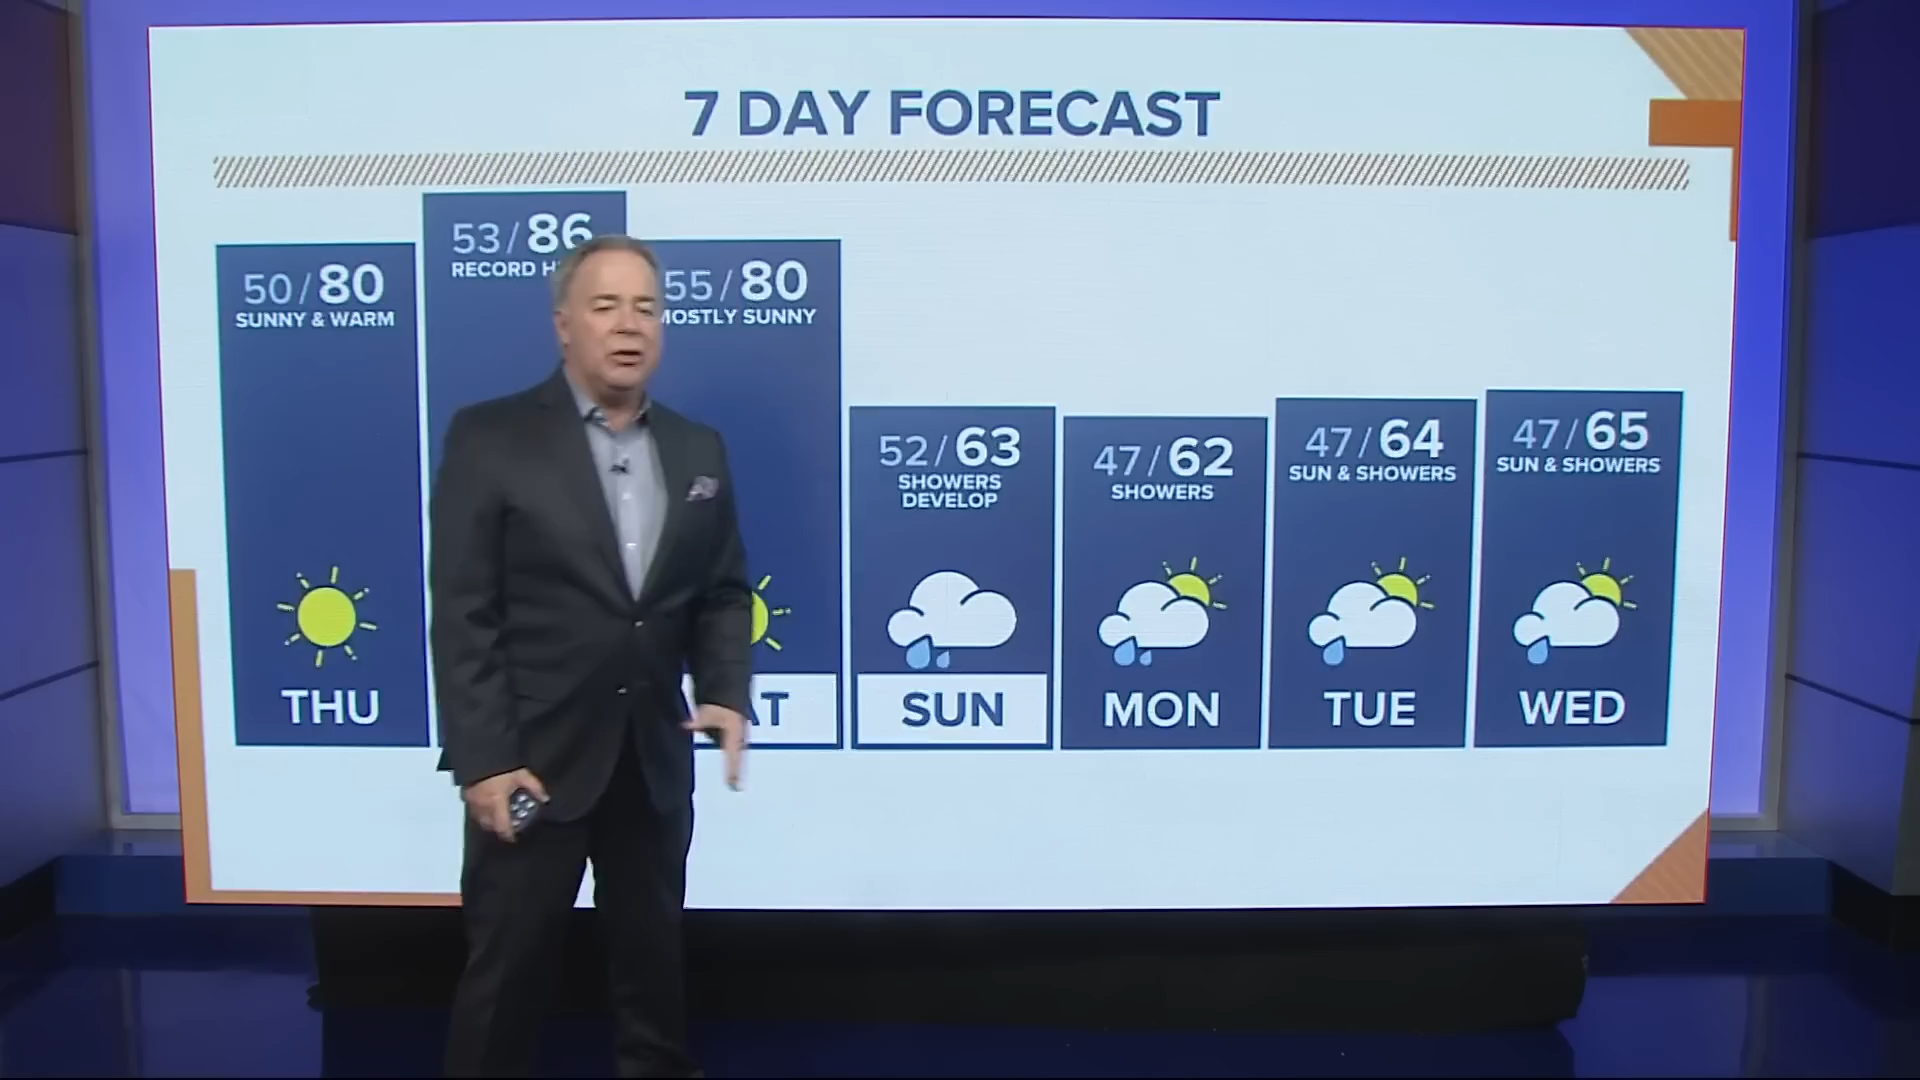 7 DAY FORECAST
50/80
SUNNY & WARM
THU
53/86
RECORD
55/80
MOSTLY SUNNY
52/63
SHOWERS
DEVELOP
SUN
47/62
SHOWERS
MON
47/64
SUN & SHOWERS
TUE
47/65
SUN & SHOWERS
WED